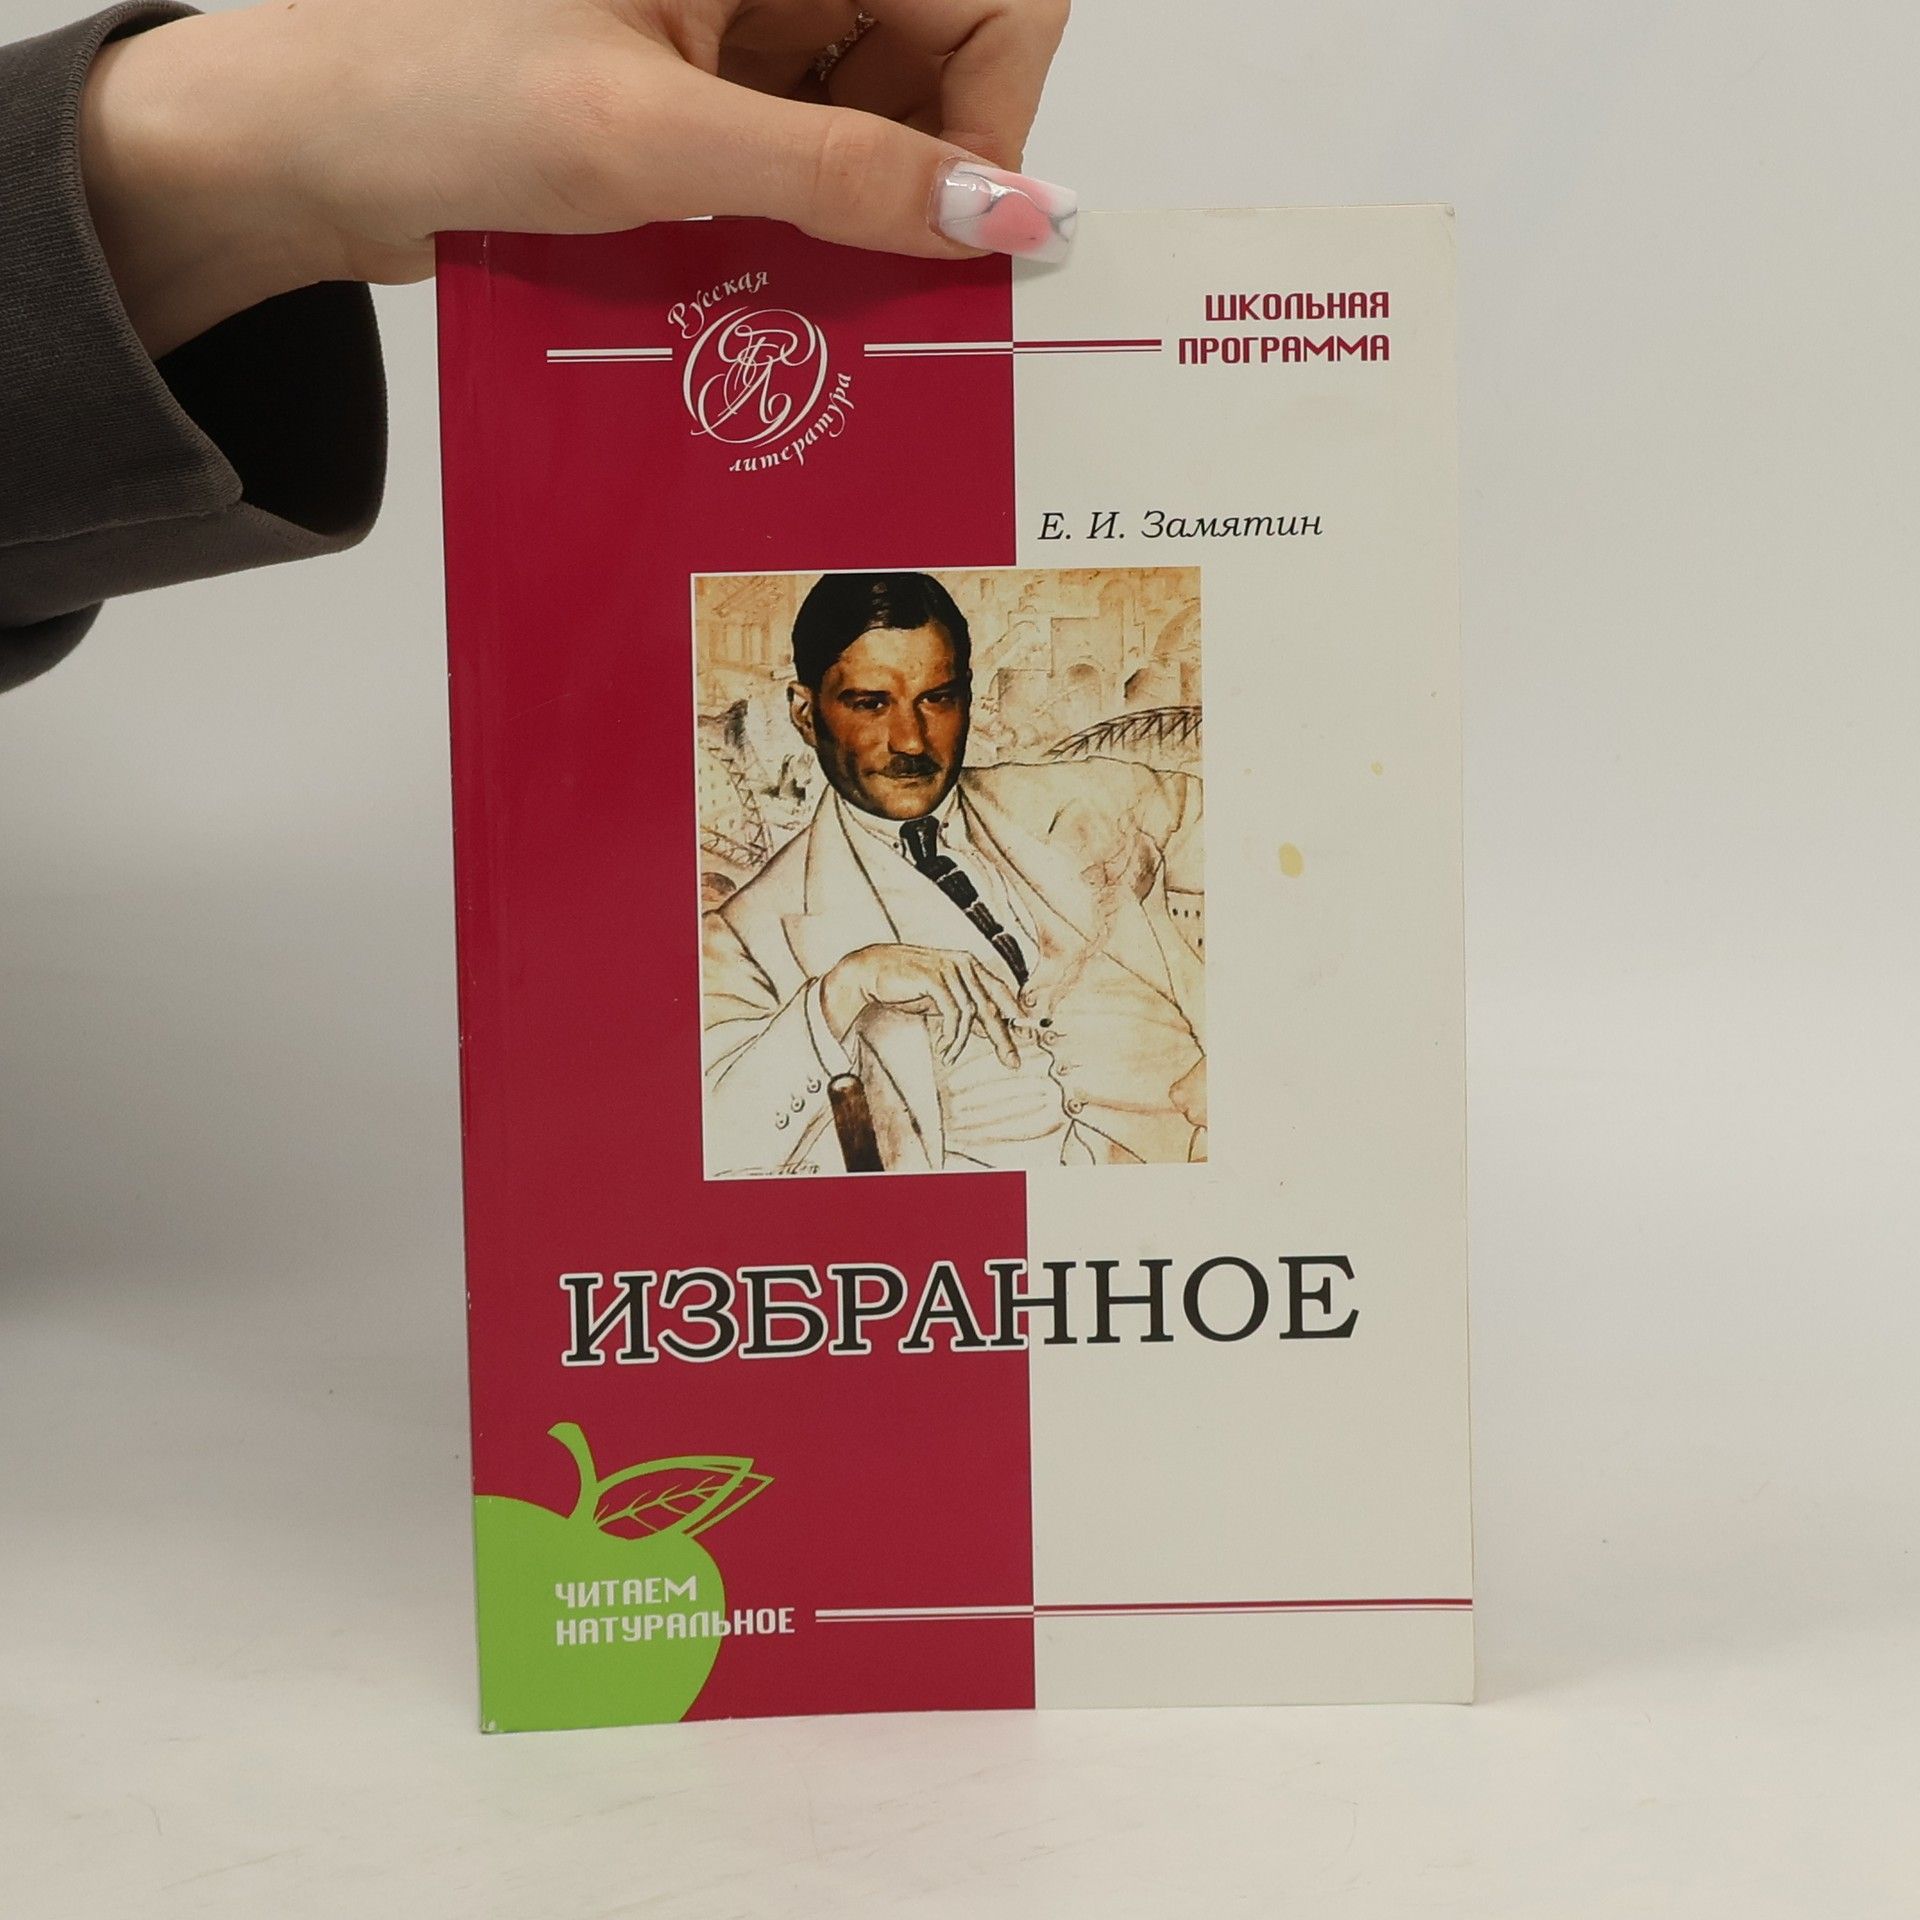 Русская
литература
ШКОЛЬНАЯ
ПРОГРАММА
Е. И. Замятин
ИЗБРАННОЕ
ЧИТАЕМ
НАТУРАЛЬНОЕ